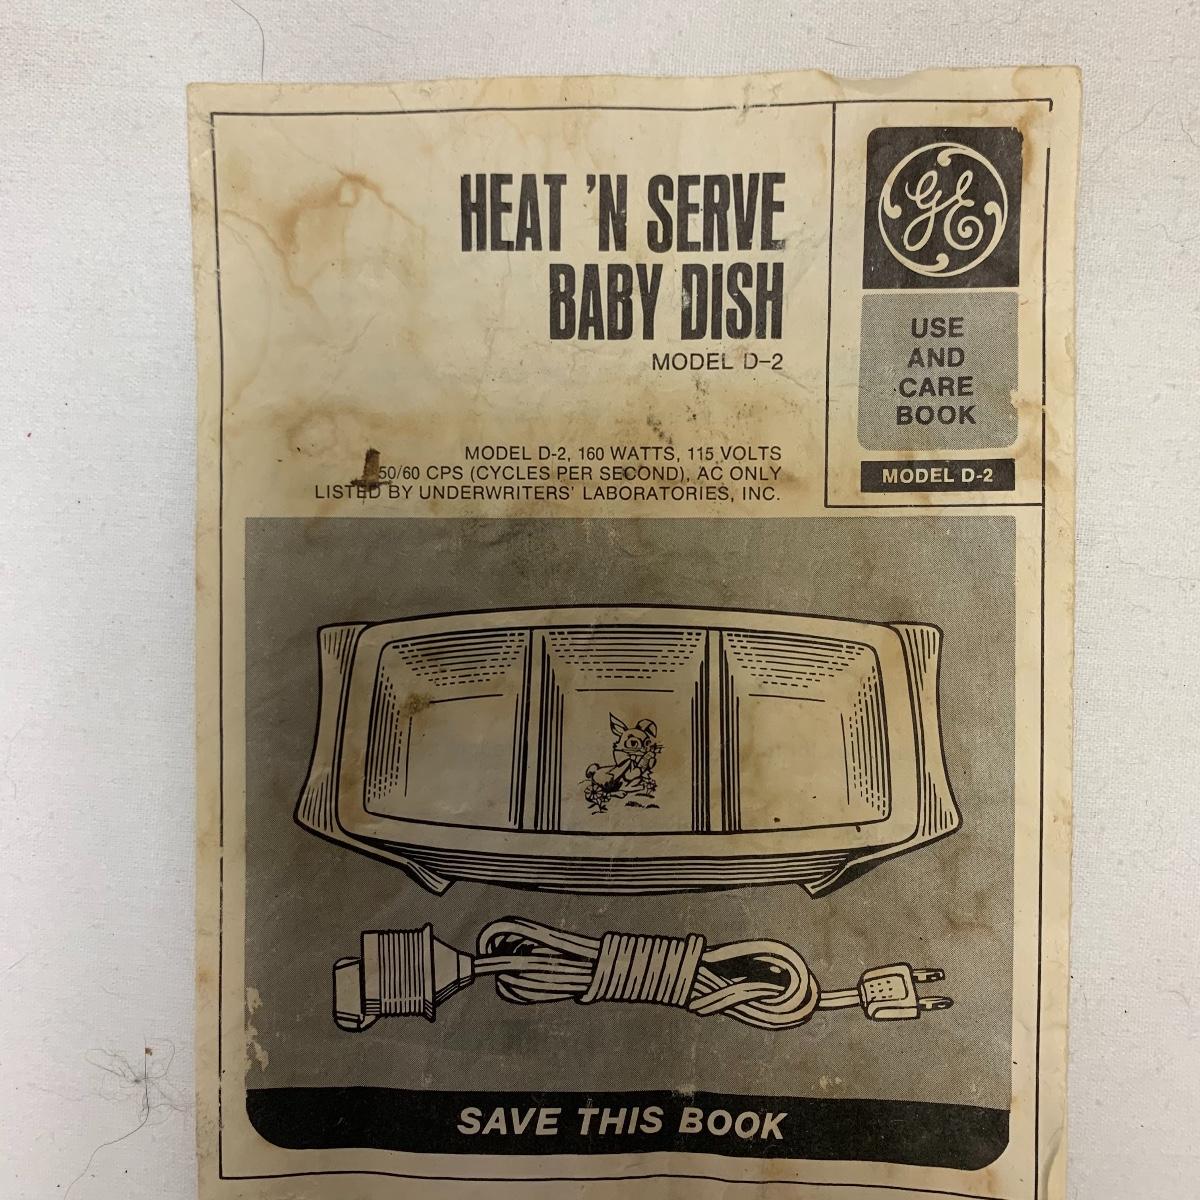 HEAT 'N SERVE
BABY DISH
MODEL D-2
MODEL D-2, 160 WATTS, 115 VOLTS
50/60 CPS (CYCLES PER SECOND), AC ONLY
LISTED BY UNDERWRITERS' LABORATORIES, INC.
GE
USE
AND
CARE
BOOK
MODEL D-2
SAVE THIS BOOK